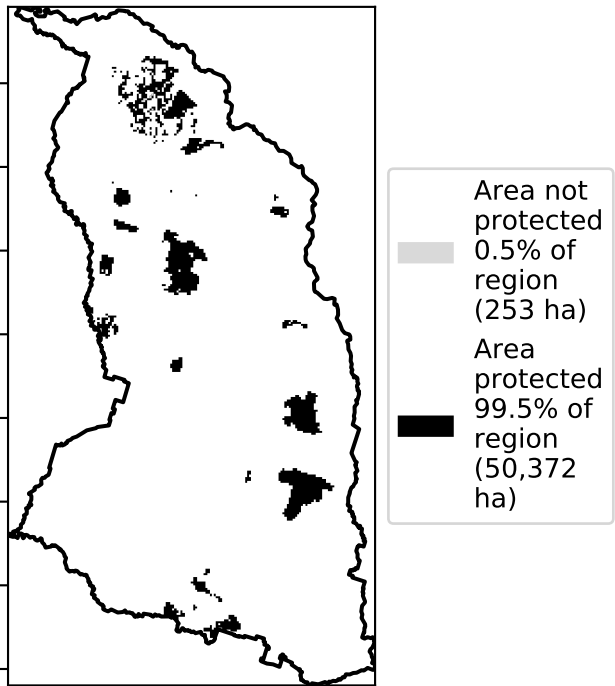 Area not
protected
0.5% of
region
(253 ha)
Area
protected
99.5% of
region
(50,372
ha)